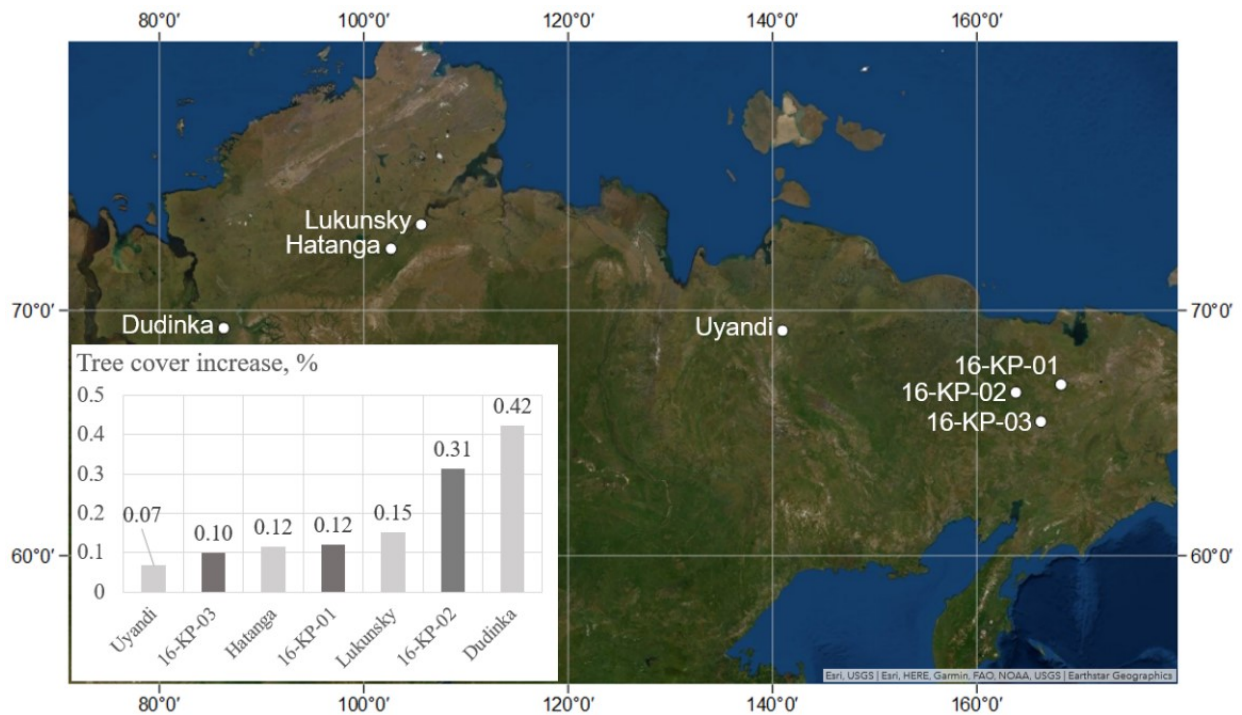 80°0' 100°0' 120°0' 140°0' 160°0'
Lukunsky
Hatanga
70°0' 70°0'
Dudinka
Uyandi
16-KP-01
16-KP-02
16-KP-03
Tree cover increase, %
0.5
0.4
0.3
0.2
0.1
0
0.07
0.10
0.12
0.12
0.15
0.31
0.42
Uyandi
16-KP-03
Hatanga
16-KP-01
Lukunsky
16-KP-02
Dudinka
60°0' 60°0'
Esri, USGS | Esri, HERE, Garmin, FAO, NOAA, USGS | Earthstar Geographics
80°0' 100°0' 120°0' 140°0' 160°0'